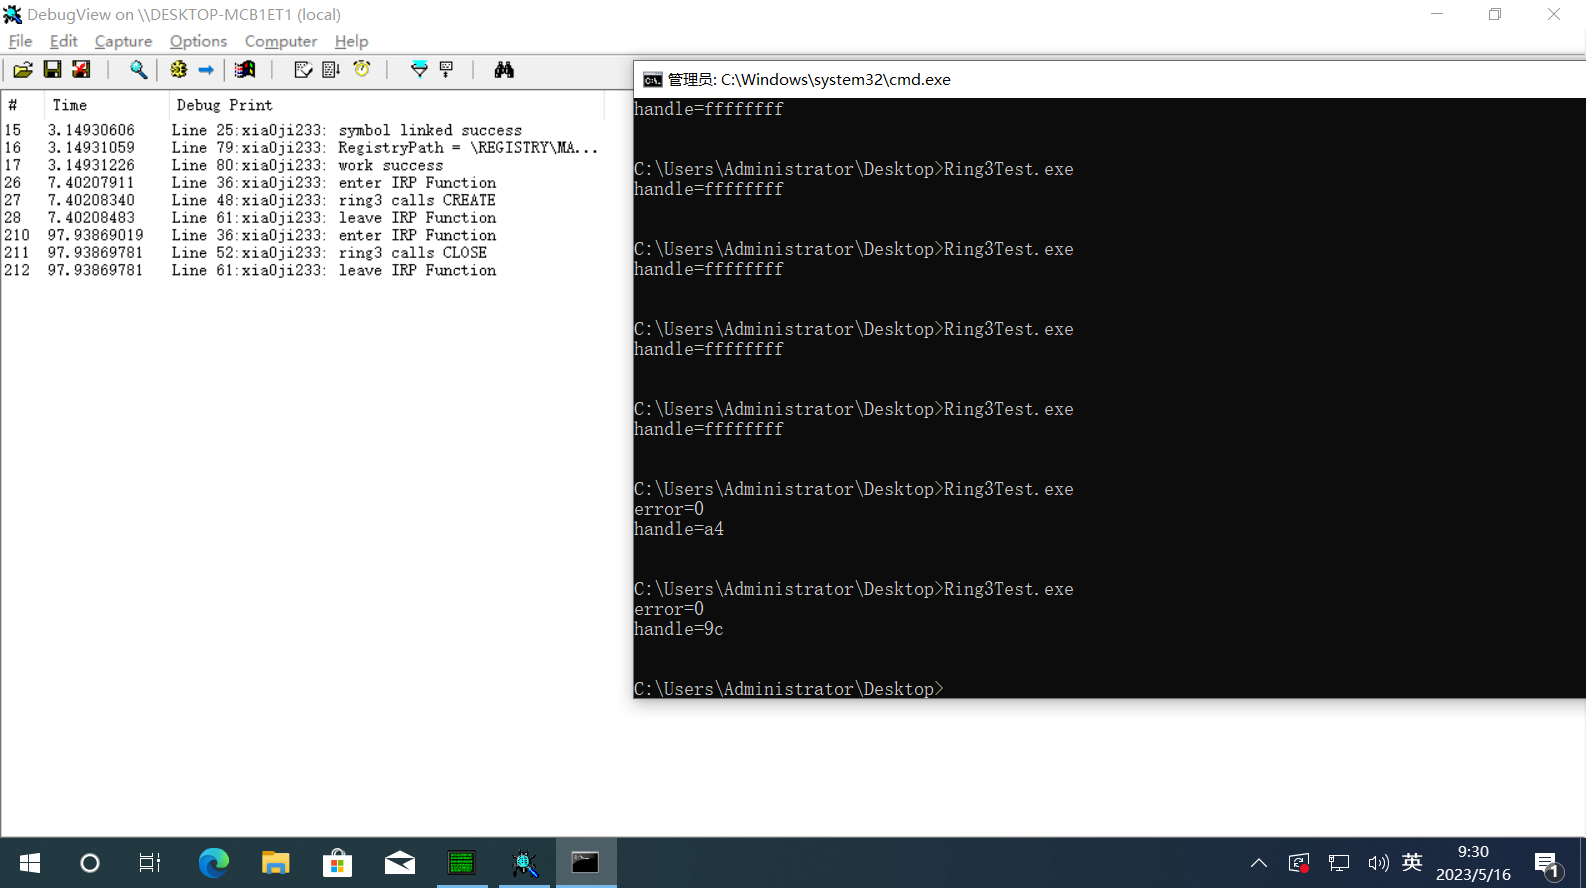 DebugView on \\DESKTOP-MCB1ET1 (local)
File Edit Capture Options Computer Help
# Time Debug Print
15 3.14930606 Line 25:xia0ji233: symbol linked success
16 3.14931059 Line 79:xia0ji233: RegistryPath = \REGISTRY\MA...
17 3.14931226 Line 80:xia0ji233: work success
26 7.40207911 Line 36:xia0ji233: enter IRP Function
27 7.40208340 Line 48:xia0ji233: ring3 calls CREATE
28 7.40208483 Line 61:xia0ji233: leave IRP Function
210 97.93869019 Line 36:xia0ji233: enter IRP Function
211 97.93869781 Line 52:xia0ji233: ring3 calls CLOSE
212 97.93869781 Line 61:xia0ji233: leave IRP Function
管理员: C:\Windows\system32\cmd.exe
handle=ffffffff
C:\Users\Administrator\Desktop>Ring3Test.exe
handle=ffffffff
C:\Users\Administrator\Desktop>Ring3Test.exe
handle=ffffffff
C:\Users\Administrator\Desktop>Ring3Test.exe
handle=ffffffff
C:\Users\Administrator\Desktop>Ring3Test.exe
handle=ffffffff
C:\Users\Administrator\Desktop>Ring3Test.exe
error=0
handle=a4
C:\Users\Administrator\Desktop>Ring3Test.exe
error=0
handle=9c
C:\Users\Administrator\Desktop>
英
9:30
2023/5/16
1